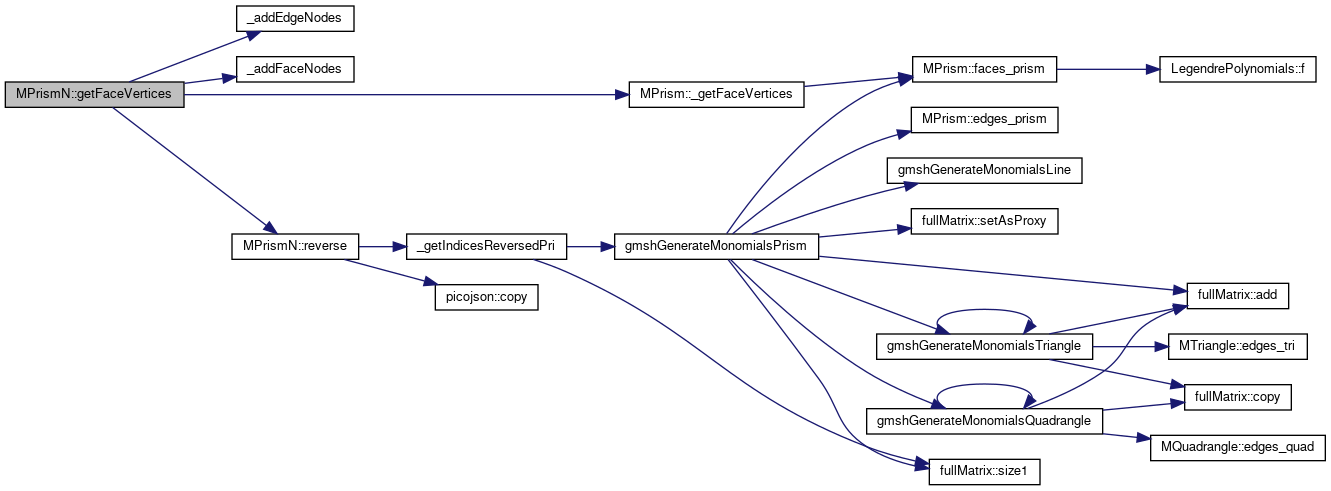 _addEdgeNodes
_addFaceNodes
MPrism::faces_prism
LegendrePolynomials::f
MPrismN::getFaceVertices
MPrism::_getFaceVertices
MPrism::edges_prism
gmshGenerateMonomialsLine
fullMatrix::setAsProxy
MPrismN::reverse
_getIndicesReversedPri
gmshGenerateMonomialsPrism
picojson::copy
fullMatrix::add
gmshGenerateMonomialsTriangle
MTriangle::edges_tri
fullMatrix::copy
gmshGenerateMonomialsQuadrangle
MQuadrangle::edges_quad
fullMatrix::size1